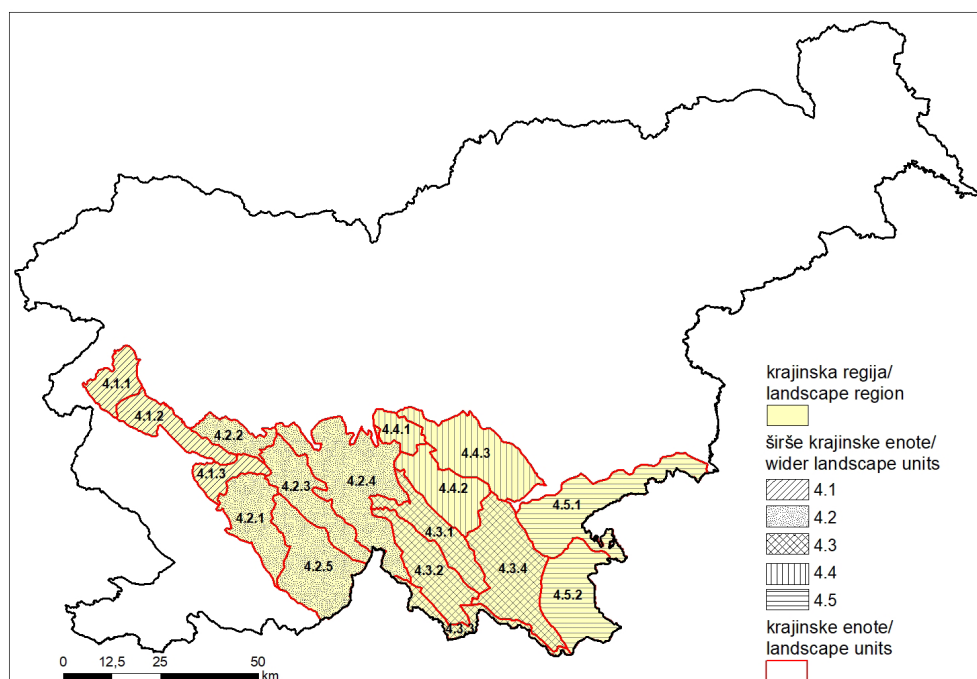 4.1.1
4.1.2
4.1.3
4.2.2
4.2.3
4.2.4
4.2.1
4.2.5
4.4.1
4.4.3
4.4.2
4.3.1
4.3.2
4.3.3
4.3.4
4.5.1
4.5.2
krajinska regija/
landscape region
širše krajinske enote/
wider landscape units
4.1
4.2
4.3
4.4
4.5
krajinske enote/
landscape units
0 12,5 25 50
km